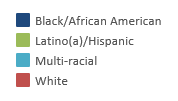 Black/African American
Latino(a)/Hispanic
Multi-racial
White